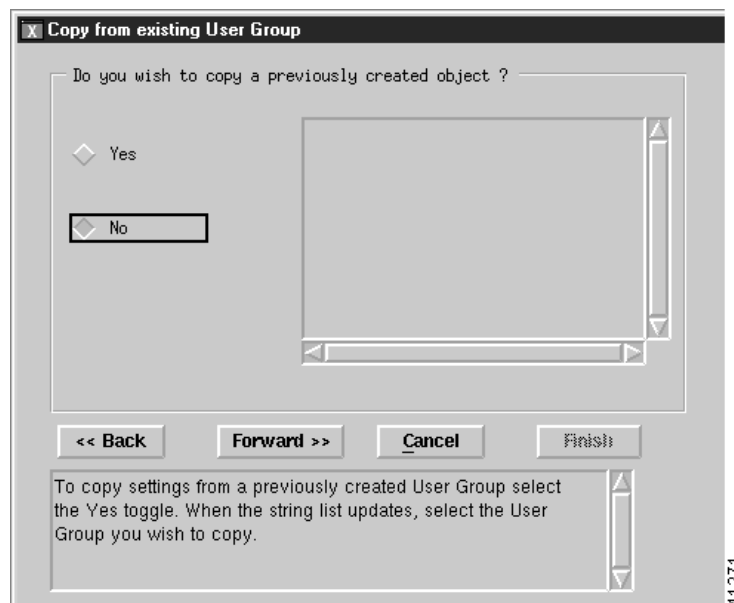 X Copy from existing User Group
Do you wish to copy a previously created object ?
Yes
No
<< Back Forward >> Cancel Finish
To copy settings from a previously created User Group select
the Yes toggle. When the string list updates, select the User
Group you wish to copy.